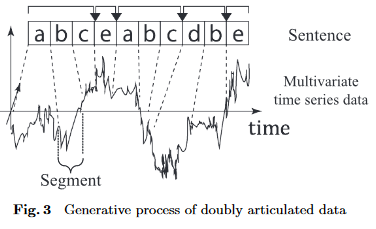 a b c e a b c d b e
Sentence
Multivariate
time series data
time
Segment
Fig. 3 Generative process of doubly articulated data